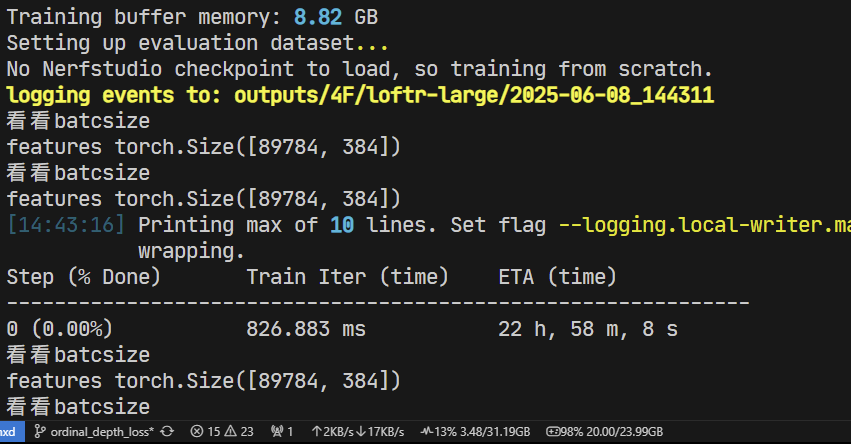 Training buffer memory: 8.82 GB
Setting up evaluation dataset...
No Nerfstudio checkpoint to load, so training from scratch.
logging events to: outputs/4F/loftr-large/2025-06-08_144311
看看batcsize
features torch.Size([89784, 384])
看看batcsize
features torch.Size([89784, 384])
[14:43:16] Printing max of 10 lines. Set flag --logging.local-writer.ma
wrapping.
Step (% Done) Train Iter (time) ETA (time)
---------------------------------------------------------------
0 (0.00%) 826.883 ms 22 h, 58 m, 8 s
看看batcsize
features torch.Size([89784, 384])
看看batcsize
nxd ordinal_depth_loss* 15 23 1 ↑2KB/s↓17KB/s 13% 3.48/31.19GB 98% 20.00/23.99GB